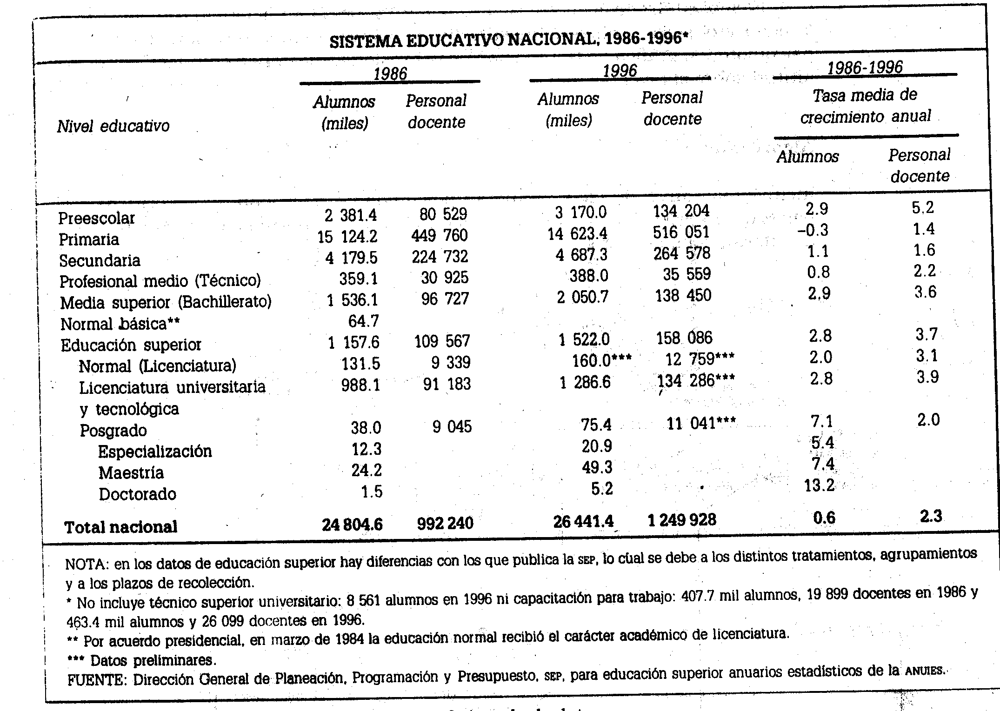 SISTEMA EDUCATIVO NACIONAL, 1986-1996*
1986 1996 1986-1996
Alumnos Personal Alumnos Personal Tasa media de
Nivel educativo (miles) docente (miles) docente crecimiento anual
Alumnos Personal
docente
Preescolar 2 381.4 80 529 3 170.0 134 204 2.9 5.2
Primaria 15 124.2 449 760 14 623.4 516 051 -0.3 1.4
Secundaria 4 179.5 224 732 4 687.3 264 578 1.1 1.6
Profesional medio (Técnico) 359.1 30 925 388.0 35 559 0.8 2.2
Media superior (Bachillerato) 1 536.1 96 727 2 050.7 138 450 2.9 3.6
Normal básica** 64.7
Educación superior 1 157.6 109 567 1 522.0 158 086 2.8 3.7
Normal (Licenciatura) 131.5 9 339 160.0*** 12 759*** 2.0 3.1
Licenciatura universitaria 988.1 91 183 1 286.6 134 286*** 2.8 3.9
y tecnológica
Posgrado 38.0 9 045 75.4 11 041*** 7.1 2.0
Especialización 12.3 20.9 5.4
Maestría 24.2 49.3 7.4
Doctorado 1.5 5.2 13.2
Total nacional 24 804.6 992 240 26 441.4 1 249 928 0.6 2.3
NOTA: en los datos de educación superior hay diferencias con los que publica la SEP, lo cual se debe a los distintos tratamientos, agrupamientos
y a los plazos de recolección.
* No incluye técnico superior universitario: 8 561 alumnos en 1996 ni capacitación para trabajo: 407.7 mil alumnos, 19 899 docentes en 1986 y
463.4 mil alumnos y 26 099 docentes en 1996.
** Por acuerdo presidencial, en marzo de 1984 la educación normal recibió el carácter académico de licenciatura.
*** Datos preliminares.
FUENTE: Dirección General de Planeación, Programación y Presupuesto, SEP, para educación superior anuarios estadísticos de la ANUIES.